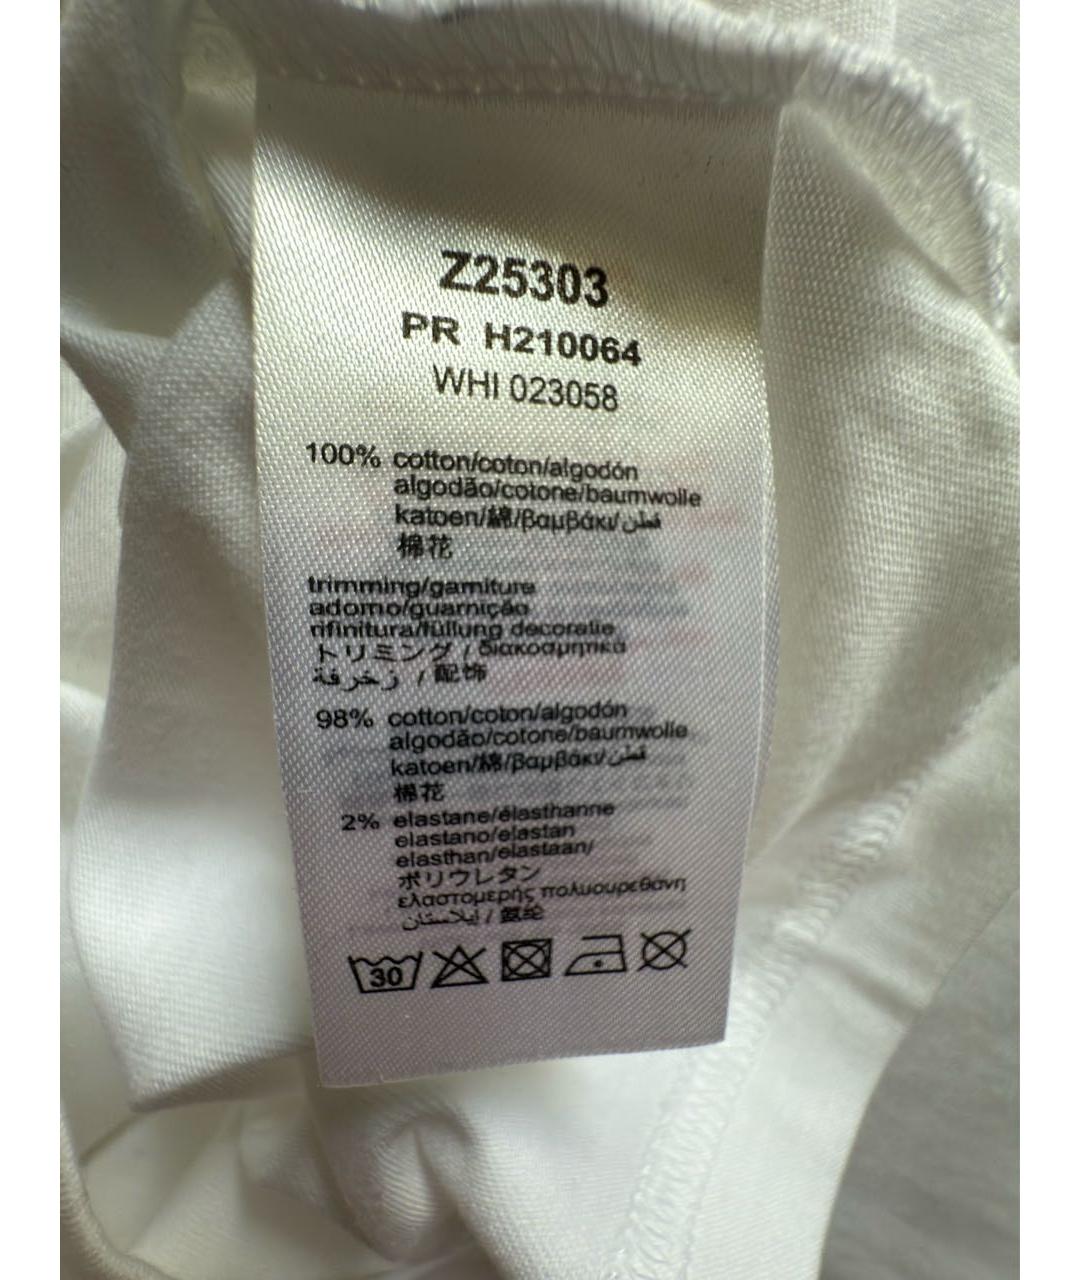 Z25303
PR H210064
WHI 023058
100% cotton/coton/algodón
algodão/cotone/baumwolle
katoen/綿/βαμβάκι/قطن
棉花
trimming/garniture
adorno/guarnição
rifinitura/füllung decoratie
トリミング / διακοσμητικά
زخرفة / 配饰
98% cotton/coton/algodón
algodão/cotone/baumwolle
katoen/綿/βαμβάκι/قطن
棉花
2% elastane/élasthanne
elastano/elastan
elasthan/elastaan/
ポリウレタン
ελαστομερής πολυουρεθάνη
إيلاستان / 氨纶
30